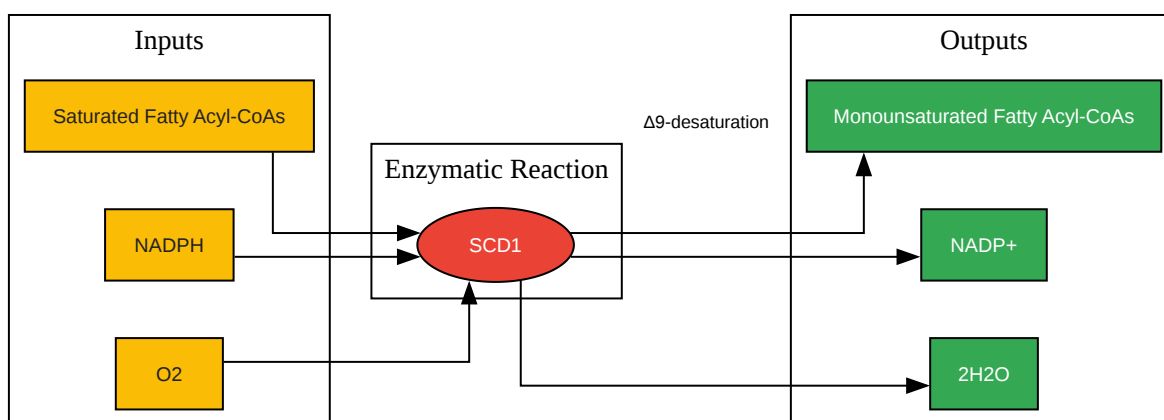 Inputs
Saturated Fatty Acyl-CoAs
NADPH
O2
Enzymatic Reaction
SCD1
Δ9-desaturation
Outputs
Monounsaturated Fatty Acyl-CoAs
NADP+
2H2O